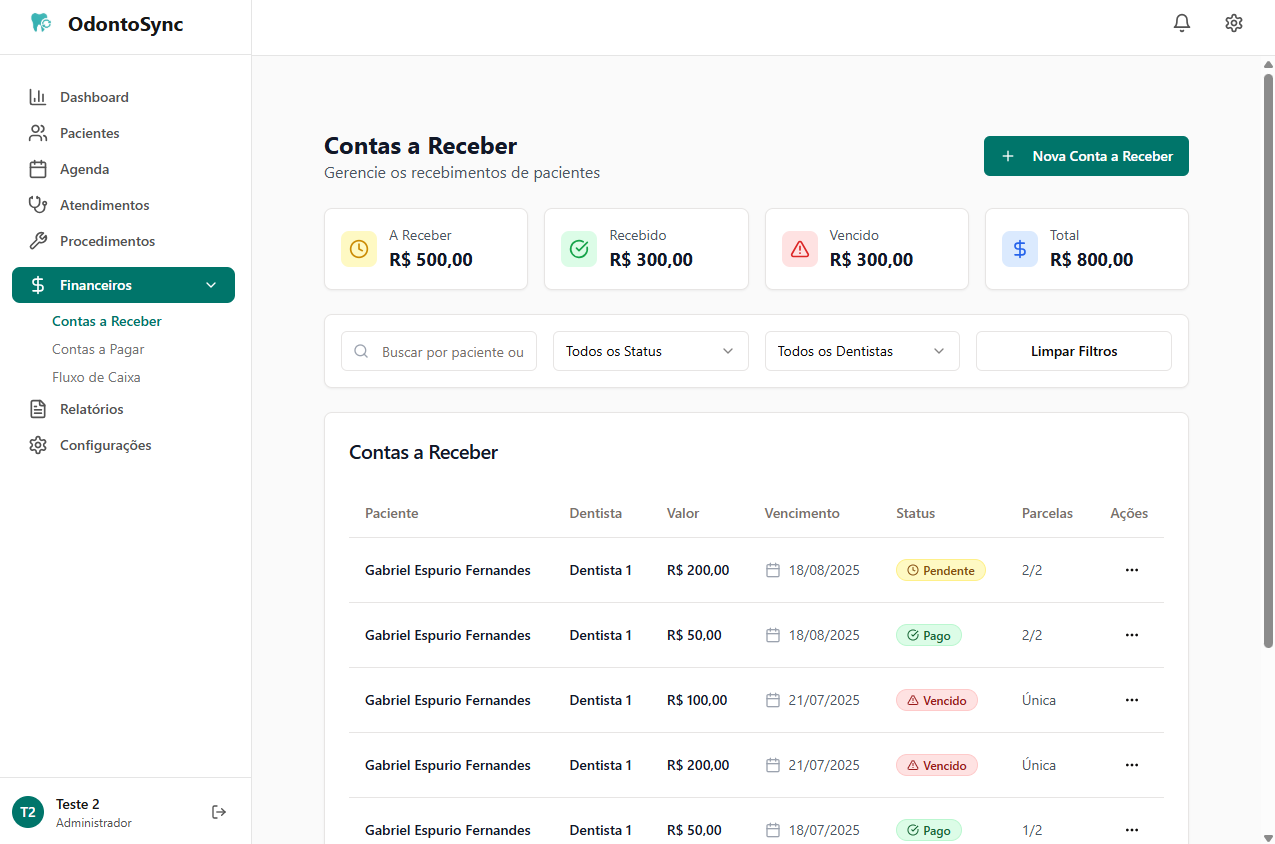 OdontoSync
Dashboard
Pacientes
Agenda
Atendimentos
Procedimentos
Financeiros
Contas a Receber
Contas a Pagar
Fluxo de Caixa
Relatórios
Configurações
T2
Teste 2
Administrador
Contas a Receber
Gerencie os recebimentos de pacientes
+ Nova Conta a Receber
A Receber
R$ 500,00
Recebido
R$ 300,00
Vencido
R$ 300,00
$
Total
R$ 800,00
Buscar por paciente ou
Todos os Status
Todos os Dentistas
Limpar Filtros
Contas a Receber
Paciente Dentista Valor Vencimento Status Parcelas Ações
Gabriel Espurio Fernandes Dentista 1 R$ 200,00 18/08/2025 Pendente 2/2 ...
Gabriel Espurio Fernandes Dentista 1 R$ 50,00 18/08/2025 Pago 2/2 ...
Gabriel Espurio Fernandes Dentista 1 R$ 100,00 21/07/2025 Vencido Única ...
Gabriel Espurio Fernandes Dentista 1 R$ 200,00 21/07/2025 Vencido Única ...
Gabriel Espurio Fernandes Dentista 1 R$ 50,00 18/07/2025 Pago 1/2 ...